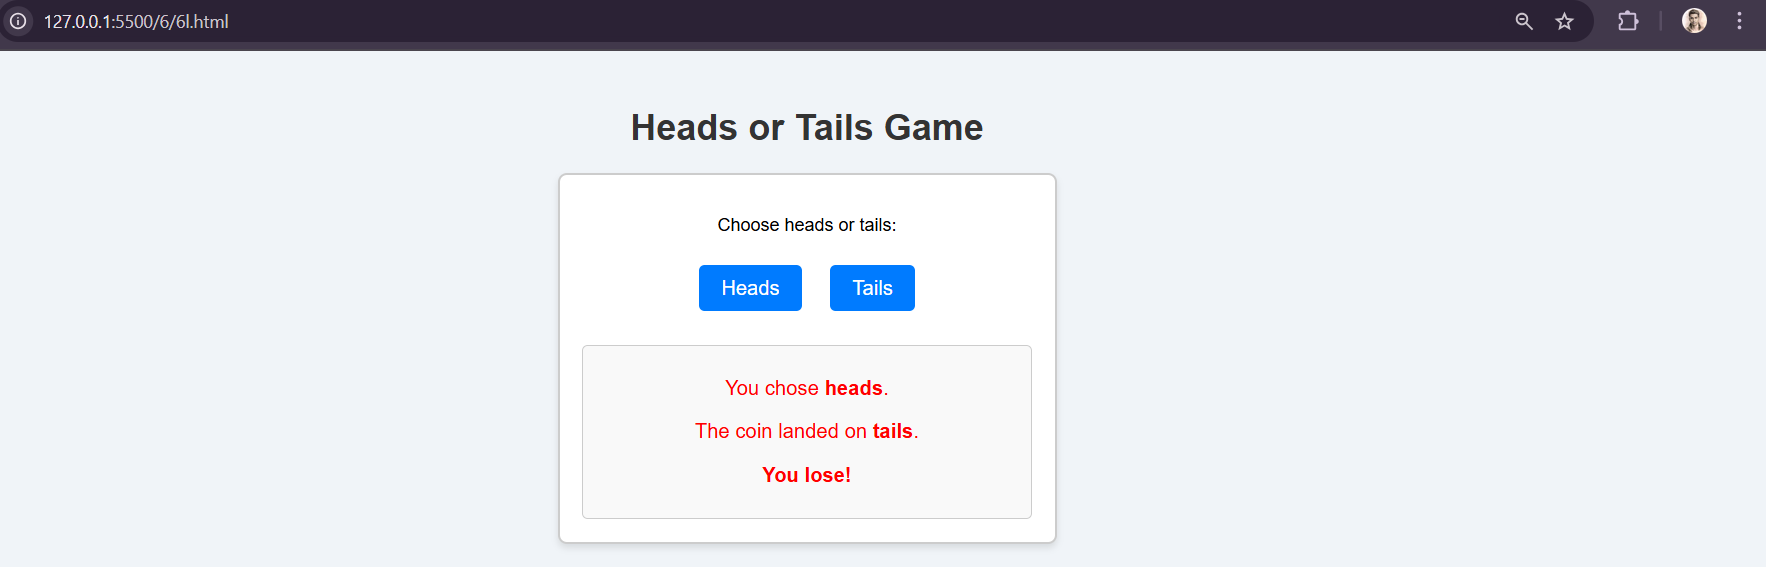 127.0.0.1:5500/6/6l.html
Heads or Tails Game
Choose heads or tails:
Heads Tails
You chose heads.
The coin landed on tails.
You lose!